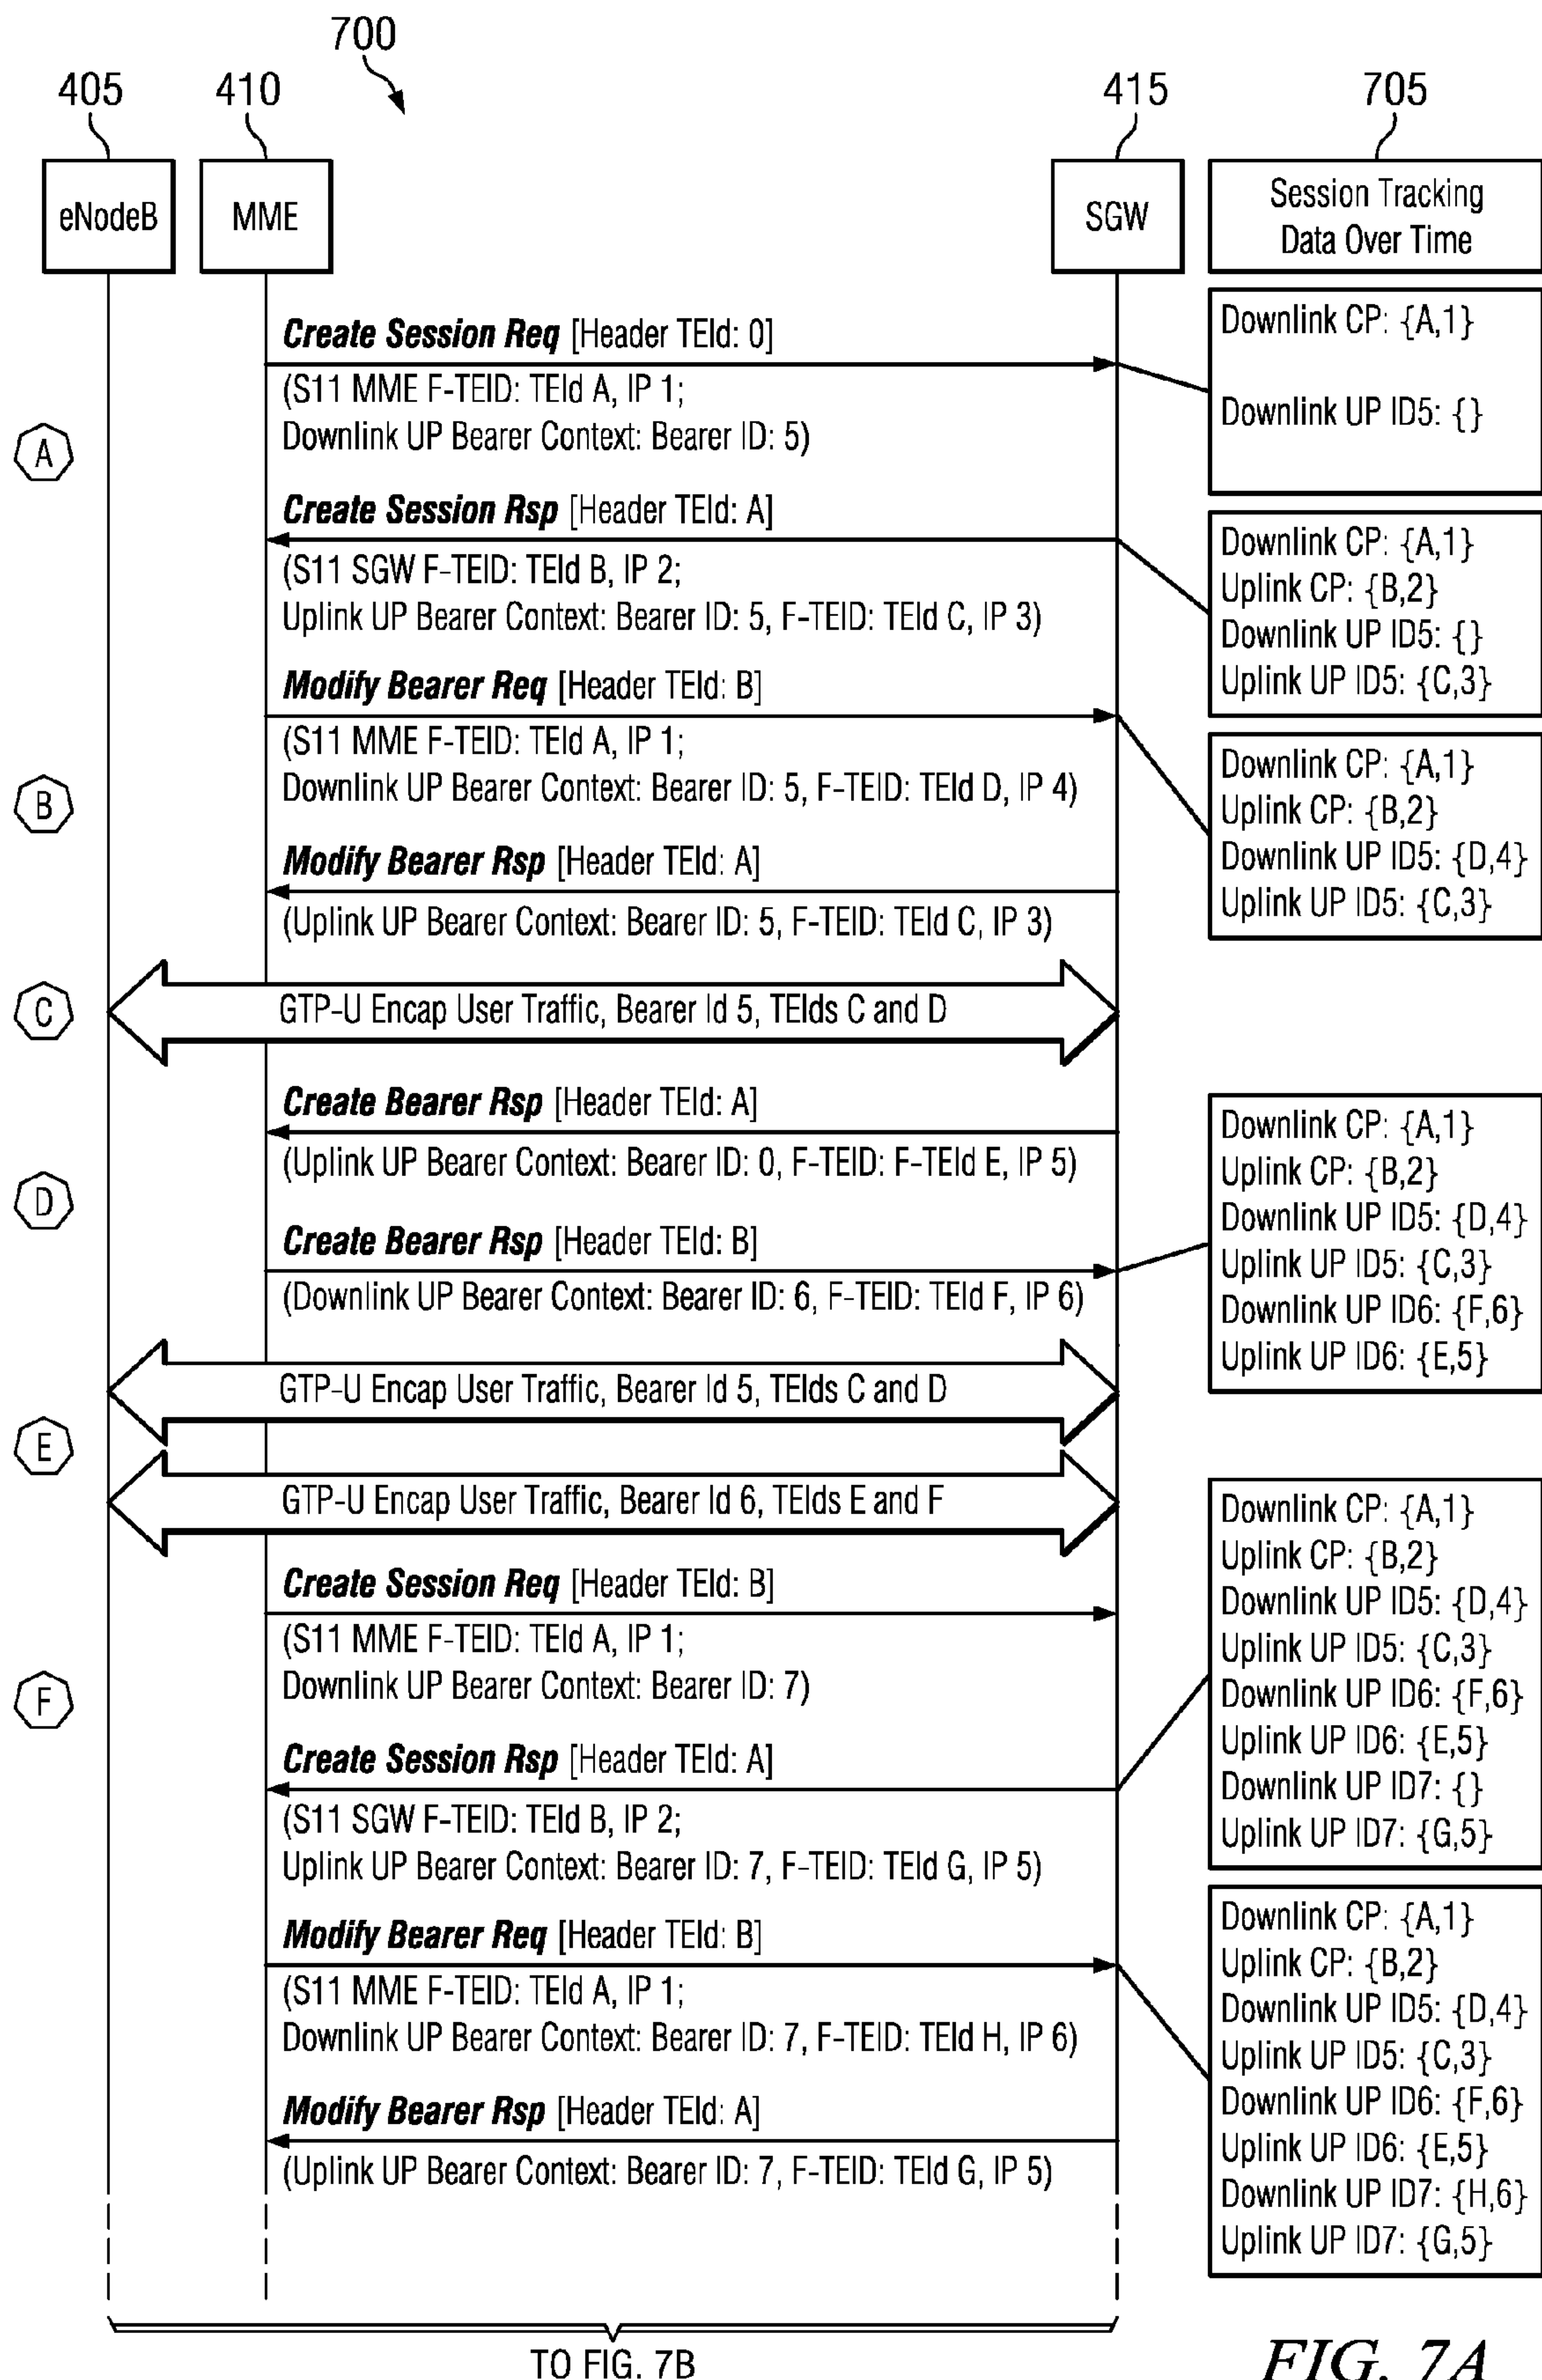 700
405
410
415
705
eNodeB
MME
SGW
Session Tracking
Data Over Time
Create Session Req [Header TEId: 0]
(S11 MME F-TEID: TEId A, IP 1;
Downlink UP Bearer Context: Bearer ID: 5)
Downlink CP: {A,1}
Downlink UP ID5: {}
A
Create Session Rsp [Header TEId: A]
(S11 SGW F-TEID: TEId B, IP 2;
Uplink UP Bearer Context: Bearer ID: 5, F-TEID: TEId C, IP 3)
Downlink CP: {A,1}
Uplink CP: {B,2}
Downlink UP ID5: {}
Uplink UP ID5: {C,3}
Modify Bearer Req [Header TEId: B]
(S11 MME F-TEID: TEId A, IP 1;
Downlink UP Bearer Context: Bearer ID: 5, F-TEID: TEId D, IP 4)
Downlink CP: {A,1}
Uplink CP: {B,2}
Downlink UP ID5: {D,4}
Uplink UP ID5: {C,3}
B
Modify Bearer Rsp [Header TEId: A]
(Uplink UP Bearer Context: Bearer ID: 5, F-TEID: TEId C, IP 3)
C
GTP-U Encap User Traffic, Bearer Id 5, TEIds C and D
Create Bearer Rsp [Header TEId: A]
(Uplink UP Bearer Context: Bearer ID: 0, F-TEID: F-TEId E, IP 5)
D
Create Bearer Rsp [Header TEId: B]
(Downlink UP Bearer Context: Bearer ID: 6, F-TEID: TEId F, IP 6)
Downlink CP: {A,1}
Uplink CP: {B,2}
Downlink UP ID5: {D,4}
Uplink UP ID5: {C,3}
Downlink UP ID6: {F,6}
Uplink UP ID6: {E,5}
GTP-U Encap User Traffic, Bearer Id 5, TEIds C and D
E
GTP-U Encap User Traffic, Bearer Id 6, TEIds E and F
Create Session Req [Header TEId: B]
(S11 MME F-TEID: TEId A, IP 1;
Downlink UP Bearer Context: Bearer ID: 7)
F
Create Session Rsp [Header TEId: A]
(S11 SGW F-TEID: TEId B, IP 2;
Uplink UP Bearer Context: Bearer ID: 7, F-TEID: TEId G, IP 5)
Downlink CP: {A,1}
Uplink CP: {B,2}
Downlink UP ID5: {D,4}
Uplink UP ID5: {C,3}
Downlink UP ID6: {F,6}
Uplink UP ID6: {E,5}
Downlink UP ID7: {}
Uplink UP ID7: {G,5}
Modify Bearer Req [Header TEId: B]
(S11 MME F-TEID: TEId A, IP 1;
Downlink UP Bearer Context: Bearer ID: 7, F-TEID: TEId H, IP 6)
Modify Bearer Rsp [Header TEId: A]
(Uplink UP Bearer Context: Bearer ID: 7, F-TEID: TEId G, IP 5)
Downlink CP: {A,1}
Uplink CP: {B,2}
Downlink UP ID5: {D,4}
Uplink UP ID5: {C,3}
Downlink UP ID6: {F,6}
Uplink UP ID6: {E,5}
Downlink UP ID7: {H,6}
Uplink UP ID7: {G,5}
TO FIG. 7B
FIG. 7A